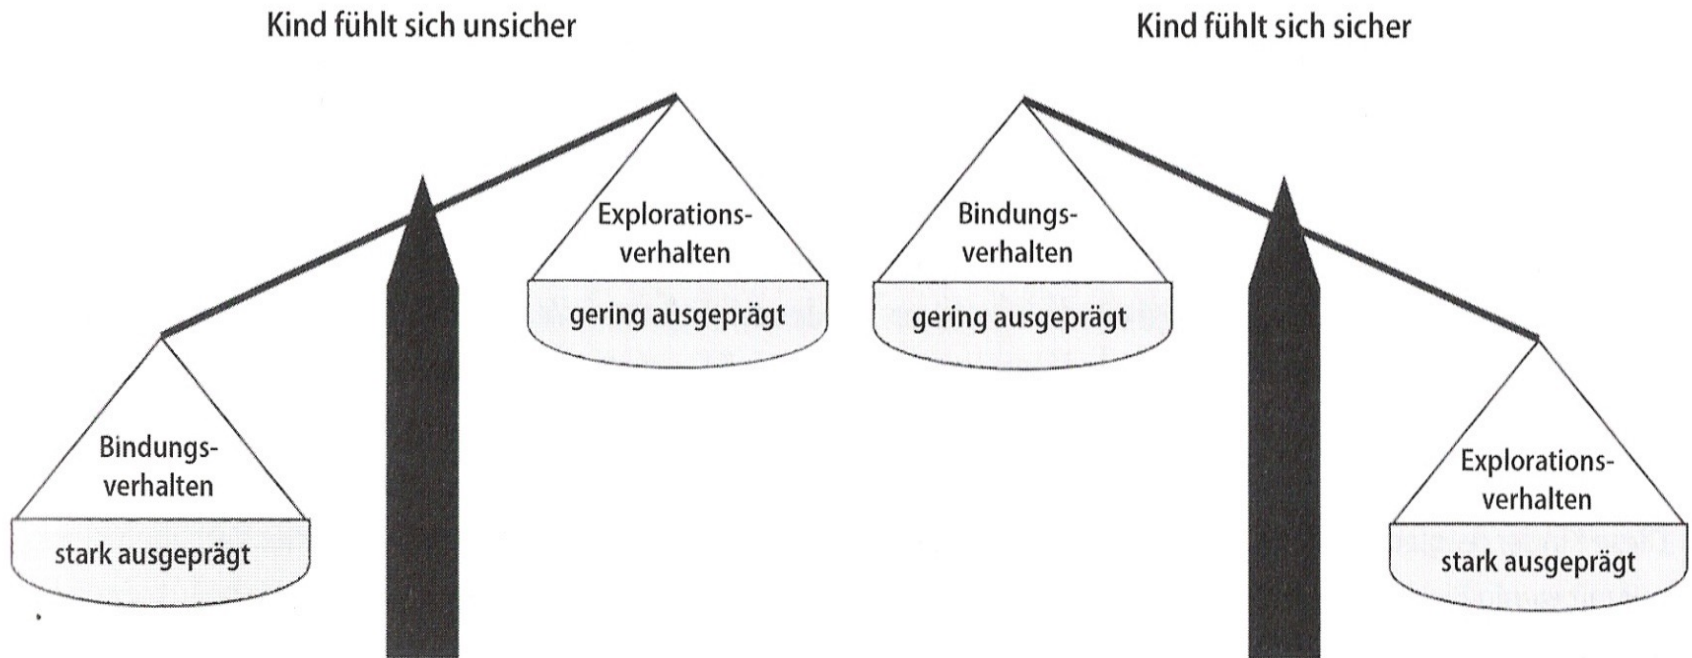 Kind fühlt sich unsicher
Explorations-
verhalten
gering ausgeprägt
Bindungs-
verhalten
stark ausgeprägt
Kind fühlt sich sicher
Bindungs-
verhalten
gering ausgeprägt
Explorations-
verhalten
stark ausgeprägt